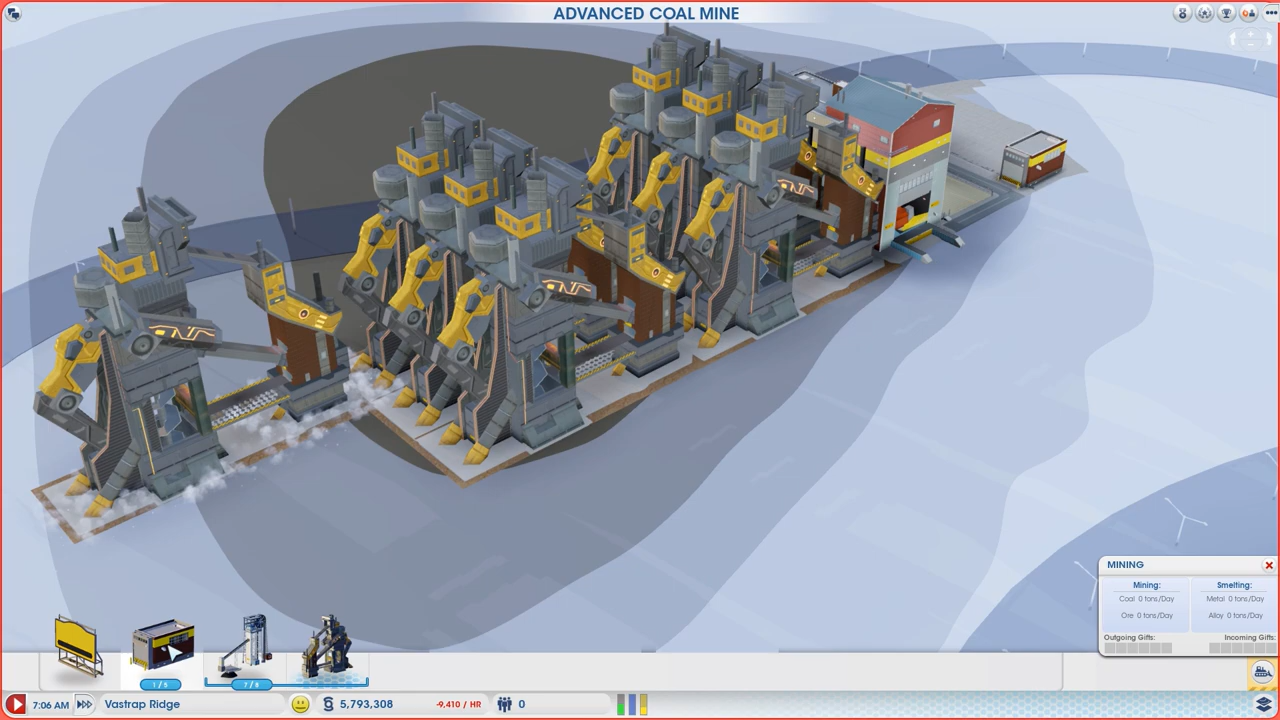 ADVANCED COAL MINE
MINING
Mining:
Smelting:
Coal 0 tons/Day
Metal 0 tons/Day
Ore 0 tons/Day
Alloy 0 tons/Day
Outgoing Gifts:
Incoming Gifts:
1 / 5
7 / 8
7:06 AM
Vastrap Ridge
5,793,308
-9,410 / HR
0